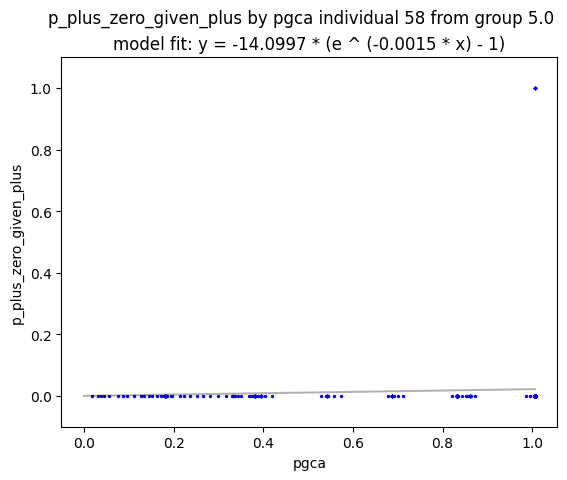 p_plus_zero_given_plus by pgca individual 58 from group 5.0
model fit: y = -14.0997 * (e ^ (-0.0015 * x) - 1)
1.0
0.8
0.6
0.4
0.2
0.0
p_plus_zero_given_plus
0.0 0.2 0.4 0.6 0.8 1.0
pgca